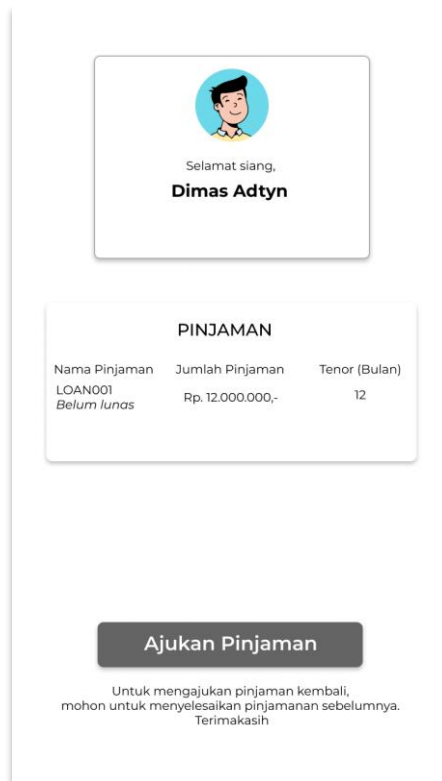 Selamat siang,
Dimas Adtyn
PINJAMAN
Nama Pinjaman Jumlah Pinjaman Tenor (Bulan)
LOAN001
Belum lunas
Rp. 12.000.000,-
12
Ajukan Pinjaman
Untuk mengajukan pinjaman kembali,
mohon untuk menyelesaikan pinjamanan sebelumnya.
Terimakasih